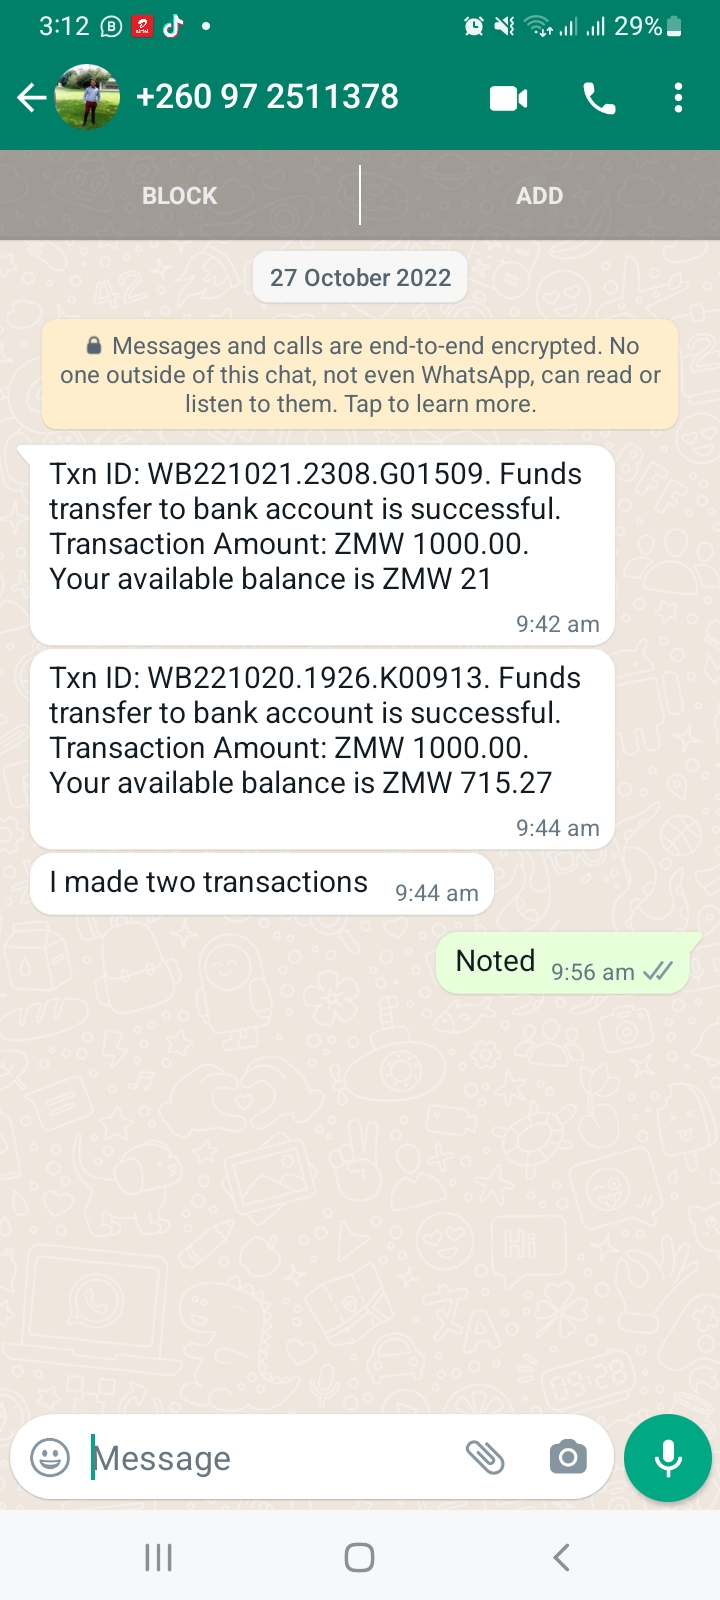 3:12
29%
+260 97 2511378
BLOCK
ADD
27 October 2022
Messages and calls are end-to-end encrypted. No
one outside of this chat, not even WhatsApp, can read or
listen to them. Tap to learn more.
Txn ID: WB221021.2308.G01509. Funds
transfer to bank account is successful.
Transaction Amount: ZMW 1000.00.
Your available balance is ZMW 21
9:42 am
Txn ID: WB221020.1926.K00913. Funds
transfer to bank account is successful.
Transaction Amount: ZMW 1000.00.
Your available balance is ZMW 715.27
9:44 am
I made two transactions
9:44 am
Noted
9:56 am
Message